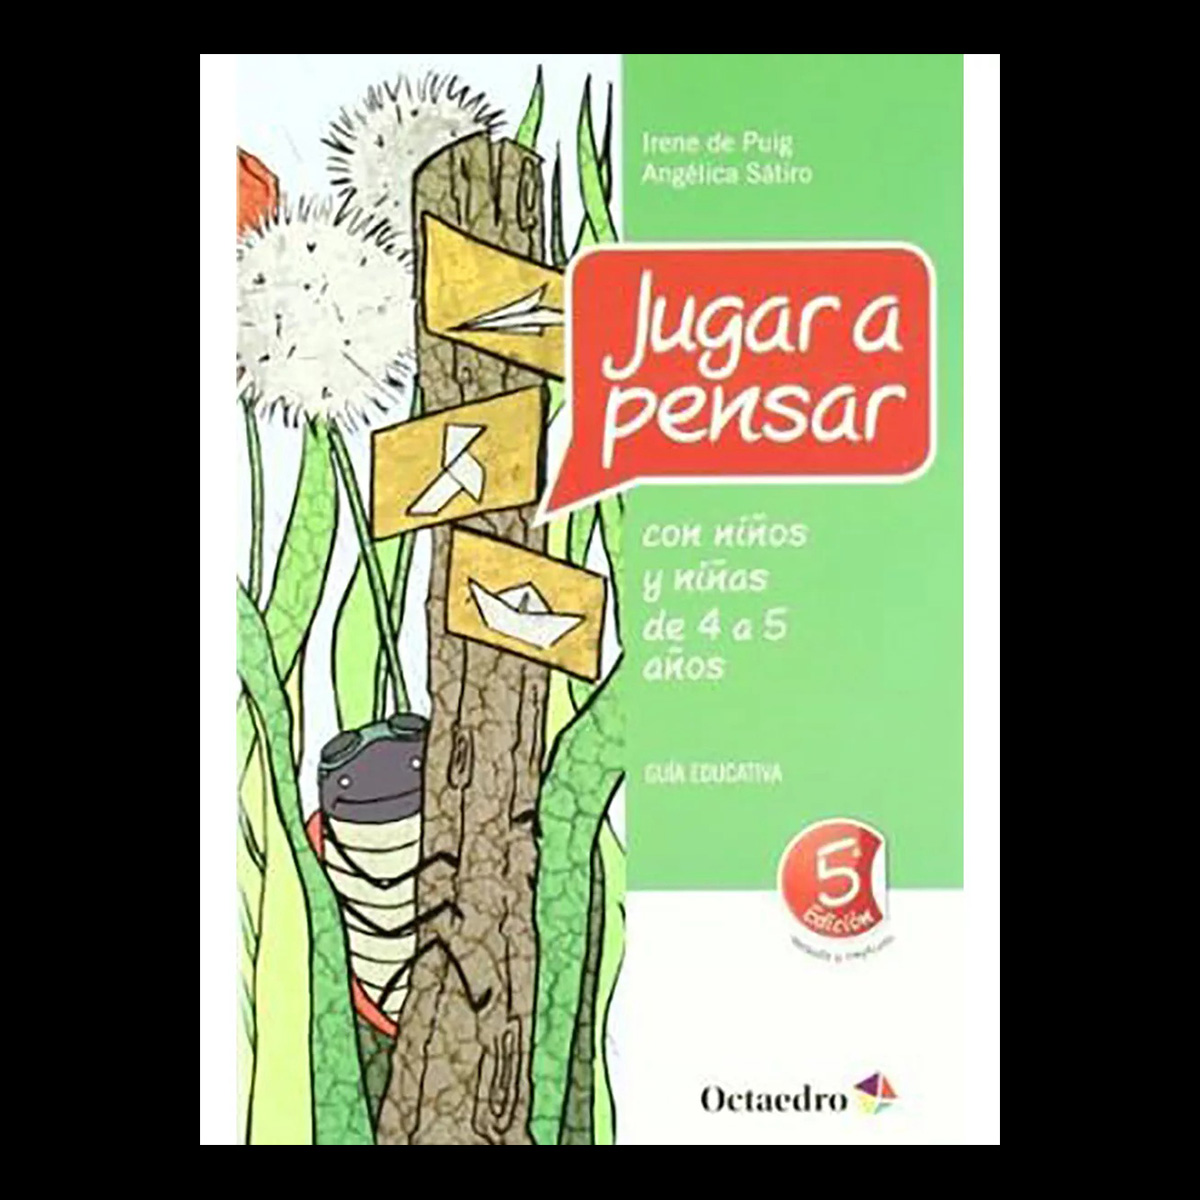 Irene de Puig
Angélica Sátiro
Jugar a
pensar
con niños
y niñas
de 4 a 5
años
GUÍA EDUCATIVA
5ª
Edición
Octaedro